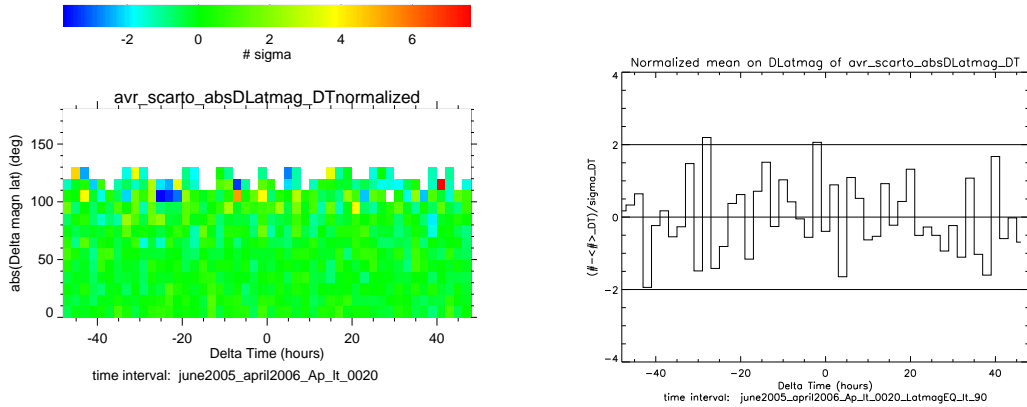 -2 0 2 4 6
# sigma
avr_scarto_absDLatmag_DTnormalized
abs(Delta magn lat) (deg)
150
100
50
0
-40 -20 0 20 40
Delta Time (hours)
time interval: june2005_april2006_Ap_lt_0020
Normalized mean on DLatmag of avr_scarto_absDLatmag_DT
(#-<#>_DT)/sigma_DT
4
2
0
-2
-4
-40 -20 0 20 40
Delta Time (hours)
time interval: june2005_april2006_Ap_lt_0020_LatmagEQ_lt_90